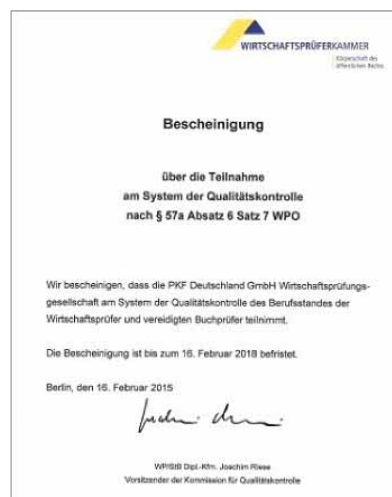 WIRTSCHAFTSPRÜFERKAMMER
Körperschaft des
öffentlichen Rechts
Bescheinigung
über die Teilnahme
am System der Qualitätskontrolle
nach § 57a Absatz 6 Satz 7 WPO
Wir bescheinigen, dass die PKF Deutschland GmbH Wirtschaftsprüfungs-
gesellschaft am System der Qualitätskontrolle des Berufsstandes der
Wirtschaftsprüfer und vereidigten Buchprüfer teilnimmt.
Die Bescheinigung ist bis zum 16. Februar 2018 befristet.
Berlin, den 16. Februar 2015
WP/StB Dipl.-Kfm. Joachim Riese
Vorsitzender der Kommission für Qualitätskontrolle